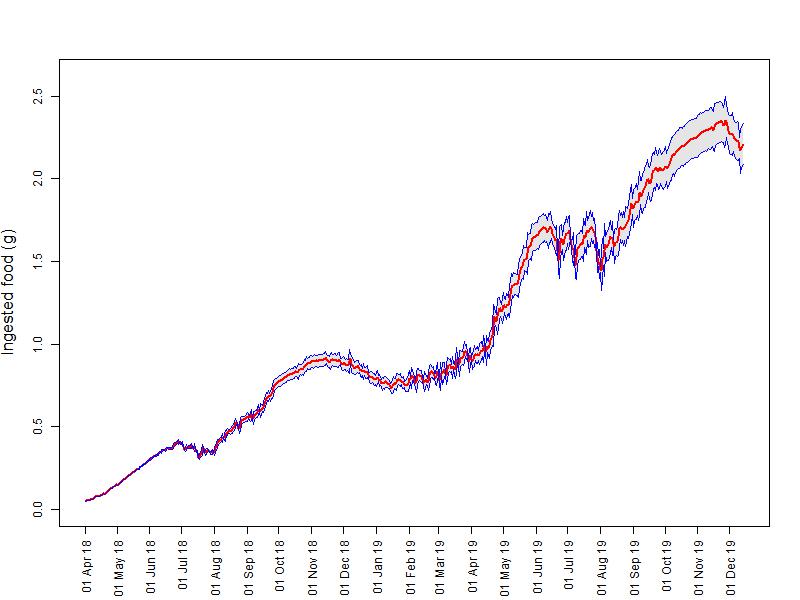 Ingested food (g)
2.5
2.0
1.5
1.0
0.5
0.0
01 Apr 18
01 May 18
01 Jun 18
01 Jul 18
01 Aug 18
01 Sep 18
01 Oct 18
01 Nov 18
01 Dec 18
01 Jan 19
01 Feb 19
01 Mar 19
01 Apr 19
01 May 19
01 Jun 19
01 Jul 19
01 Aug 19
01 Sep 19
01 Oct 19
01 Nov 19
01 Dec 19